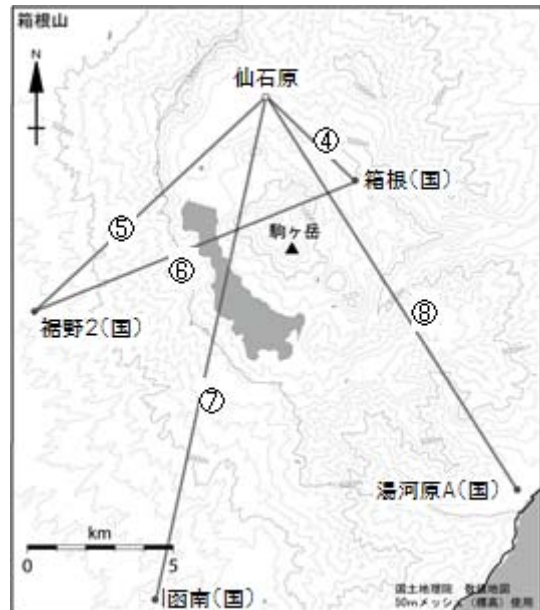 箱根山
N
仙石原
④
箱根(国)
⑤
駒ヶ岳
⑥
裾野2(国)
⑧
⑦
湯河原A(国)
km
0 5
函南(国)
国土地理院 数値地図
50mメッシュ(標高)使用